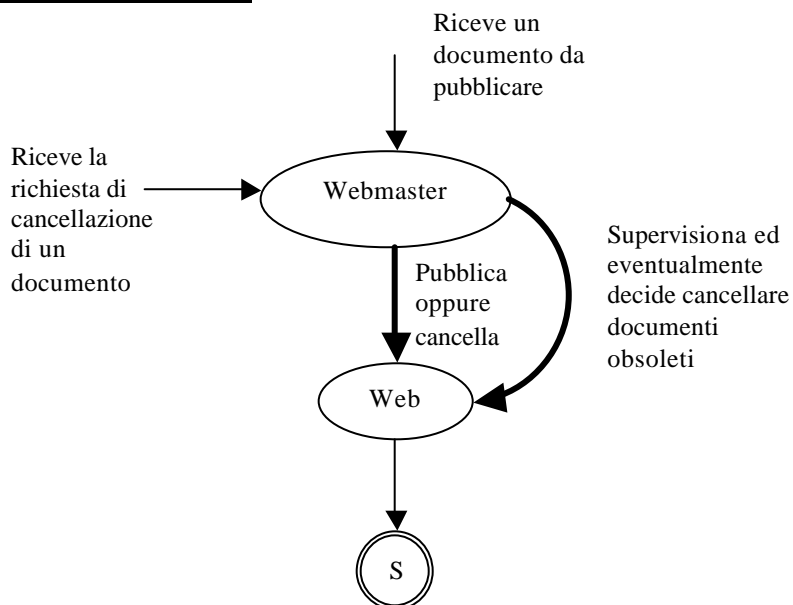 Riceve un
documento da
pubblicare
Riceve la
richiesta di
cancellazione
di un
documento
Webmaster
Supervisiona ed
eventualmente
decide cancellare
documenti
obsoleti
Pubblica
oppure
cancella
Web
S